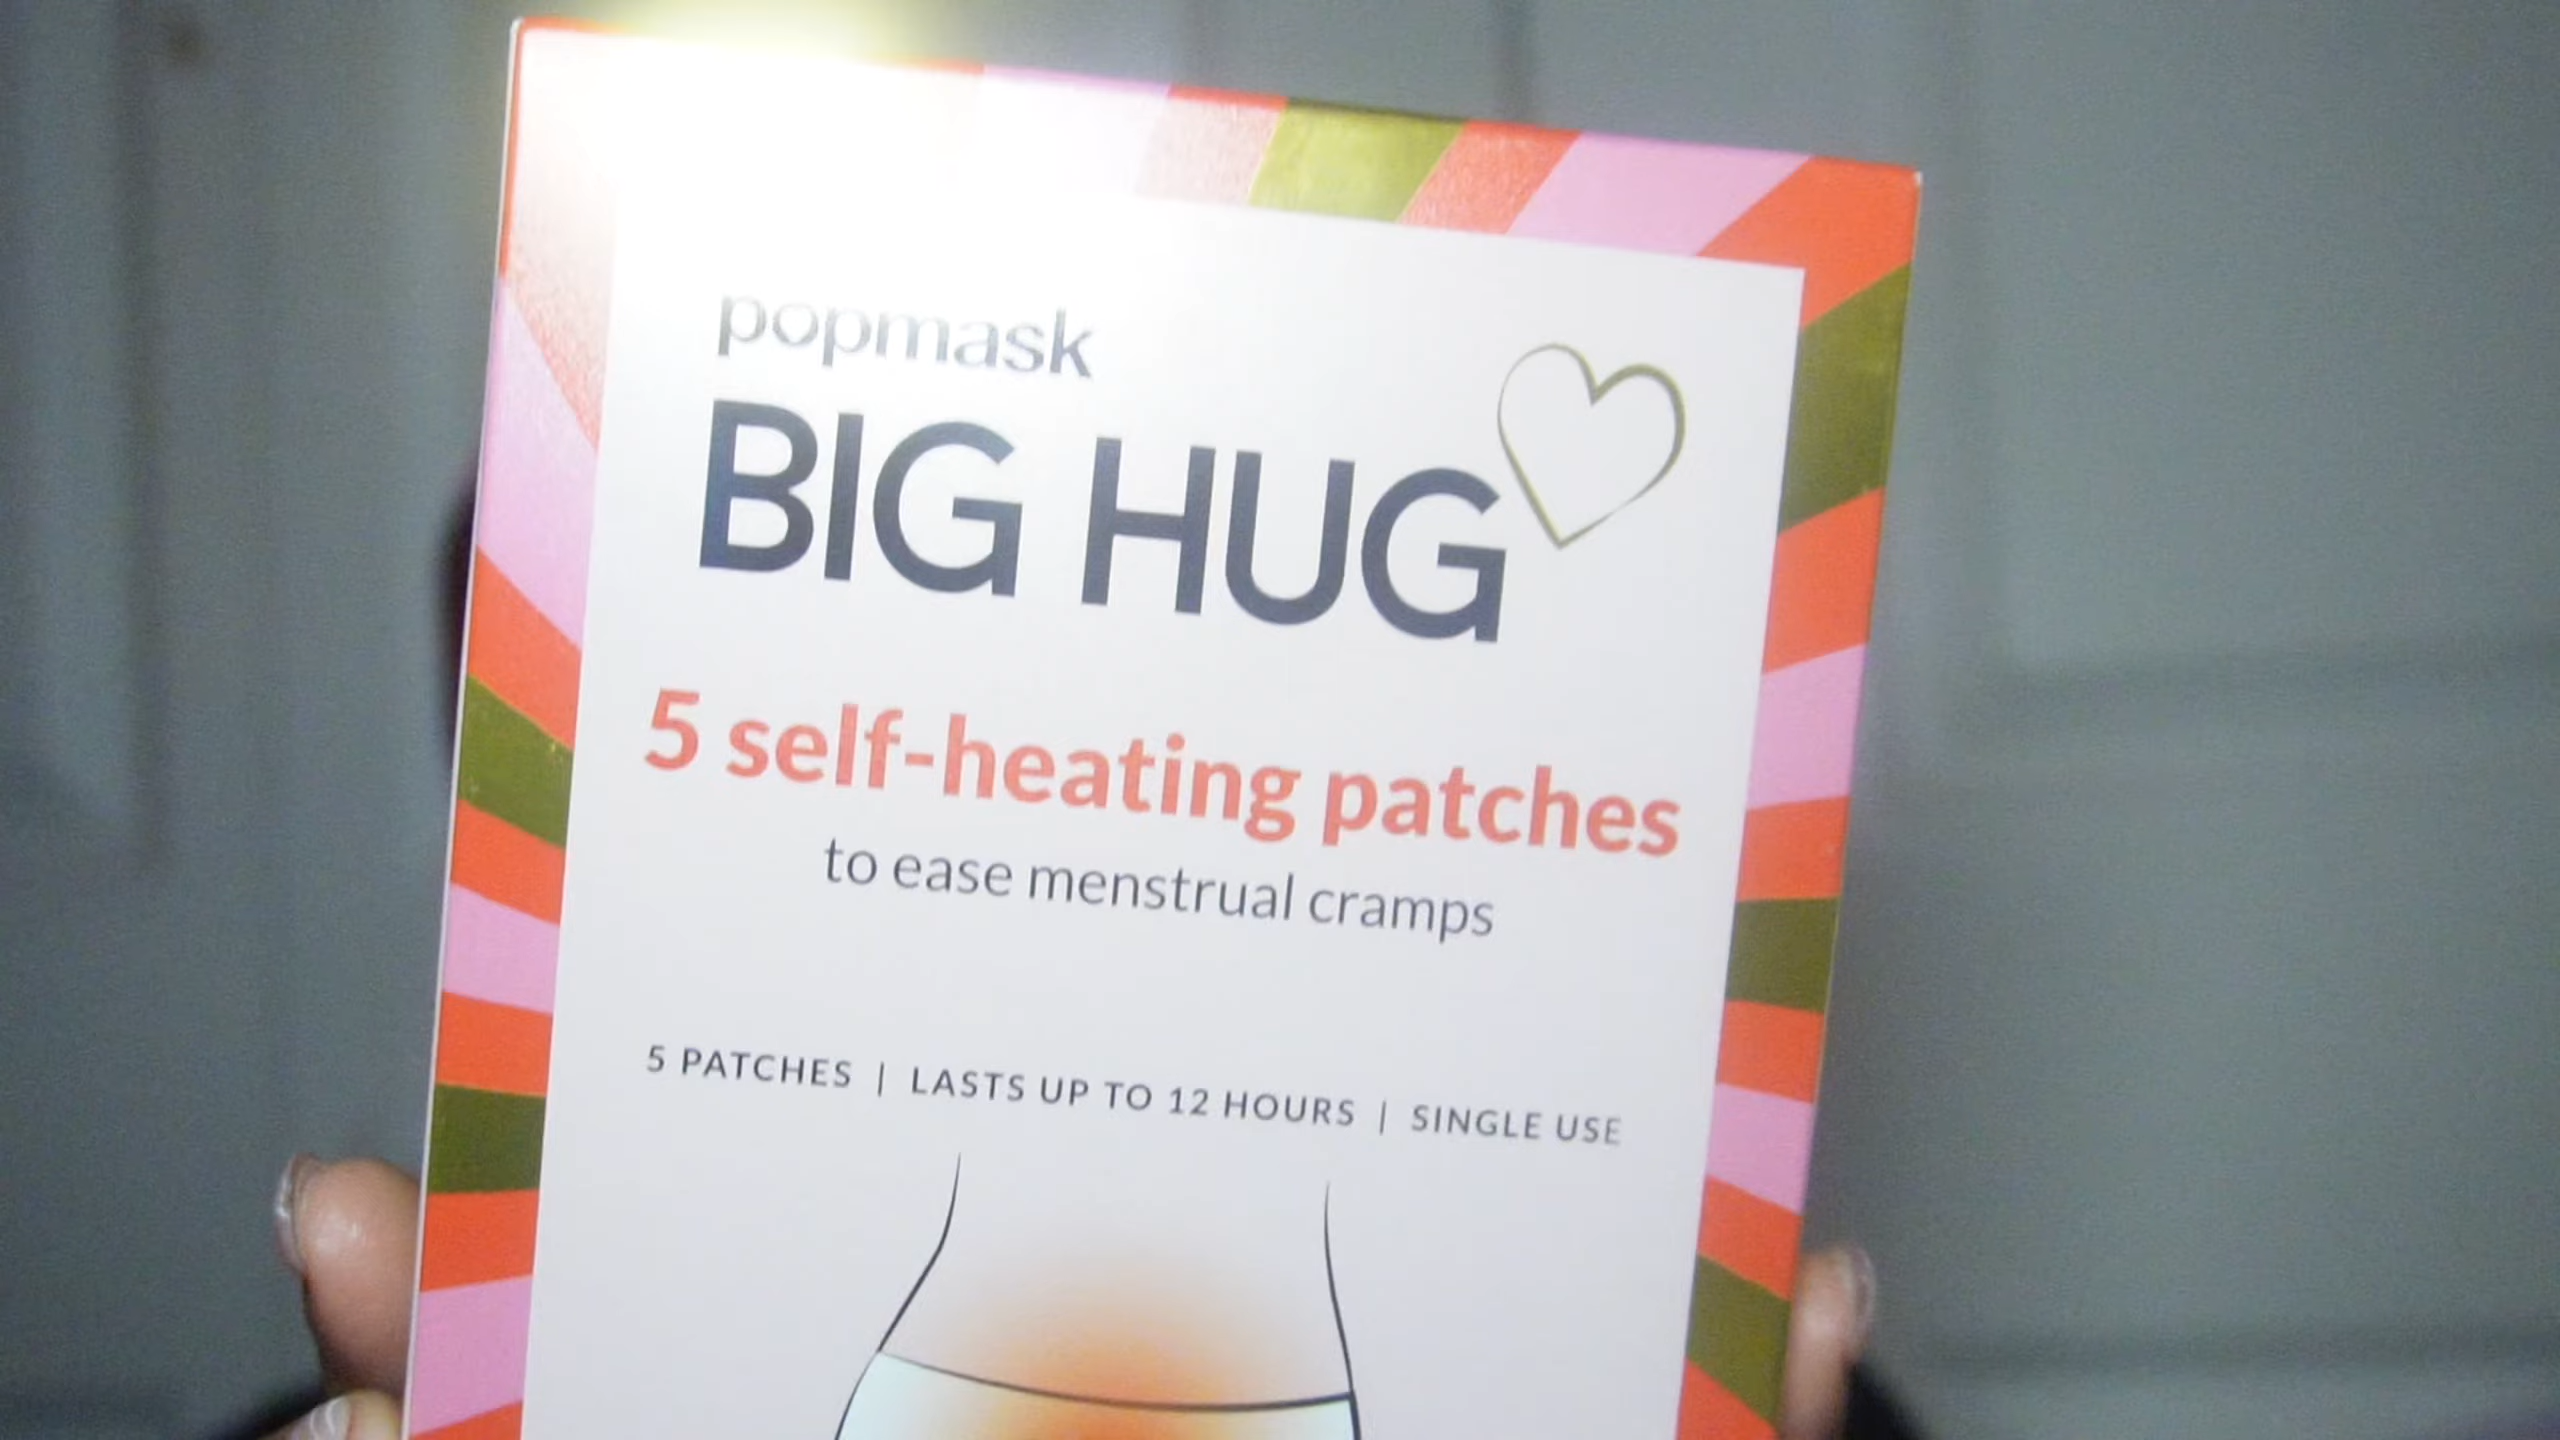 popmask
BIG HUG
5 self-heating patches
to ease menstrual cramps
5 PATCHES | LASTS UP TO 12 HOURS | SINGLE USE